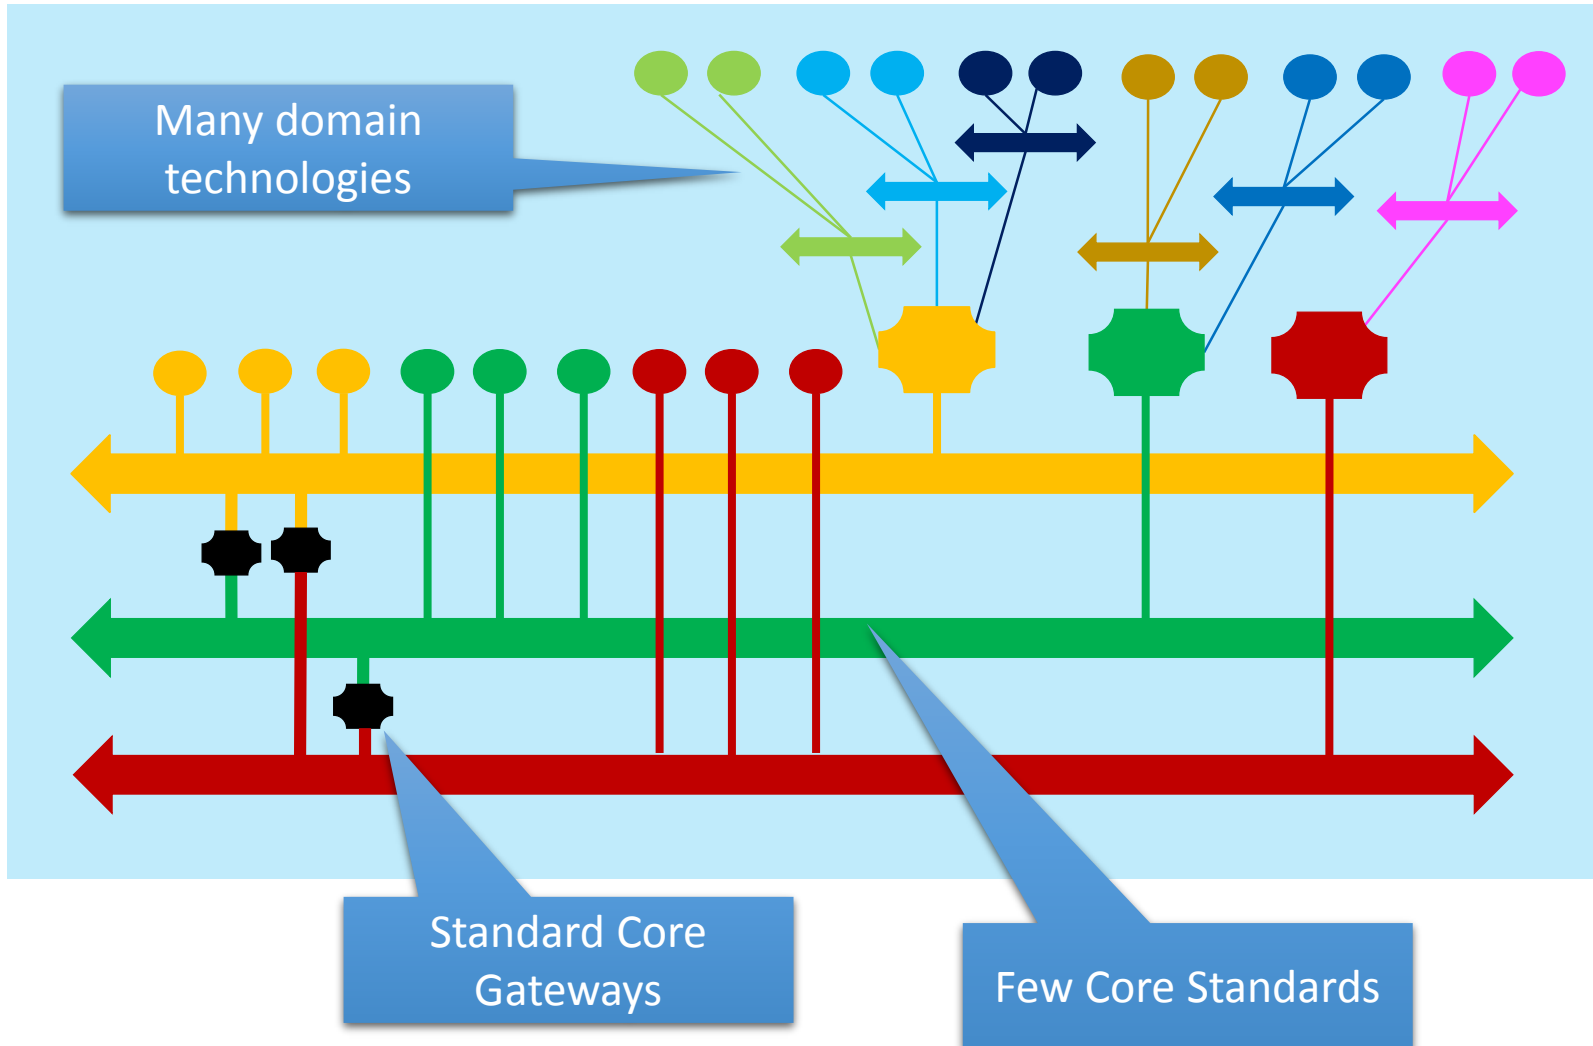 Many domain
technologies
Standard Core
Gateways
Few Core Standards